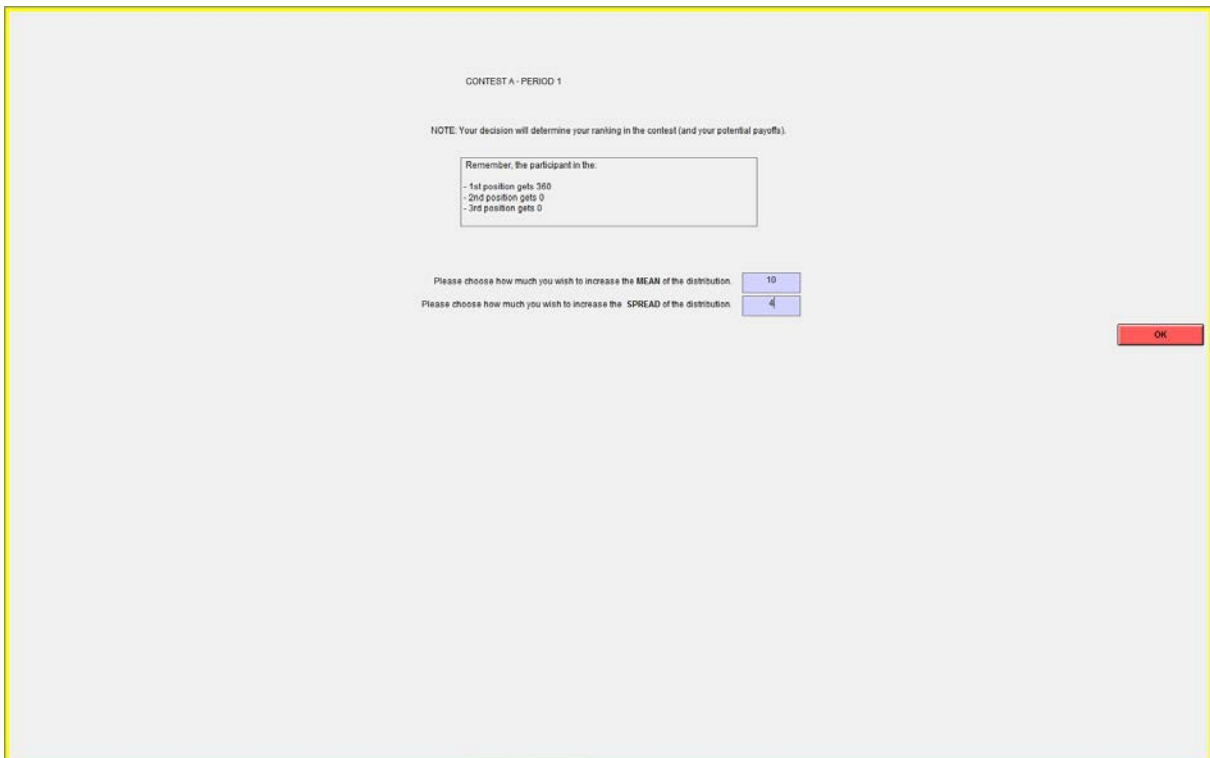 CONTEST A - PERIOD 1
NOTE: Your decision will determine your ranking in the contest (and your potential payoffs).
Remember, the participant in the:
- 1st position gets 360
- 2nd position gets 0
- 3rd position gets 0
Please choose how much you wish to increase the MEAN of the distribution. 10
Please choose how much you wish to increase the SPREAD of the distribution. 4
OK